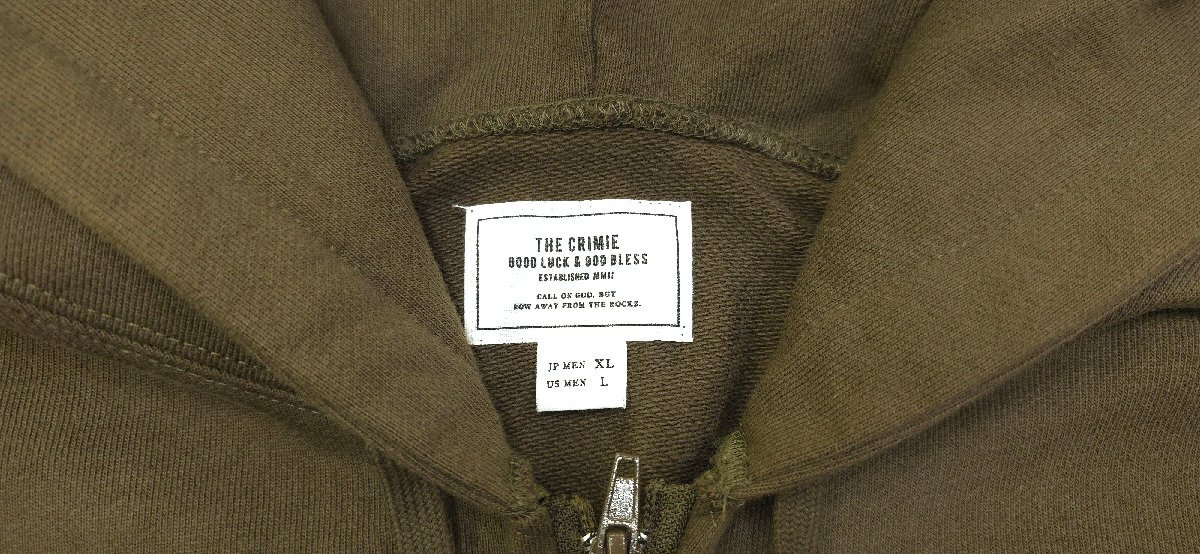 THE CRIMIE
GOOD LUCK & GOD BLESS
ESTABLISHED MMII
CALL ON GOD, BUT
ROW AWAY FROM THE ROCKS.
JP MEN XL
US MEN L